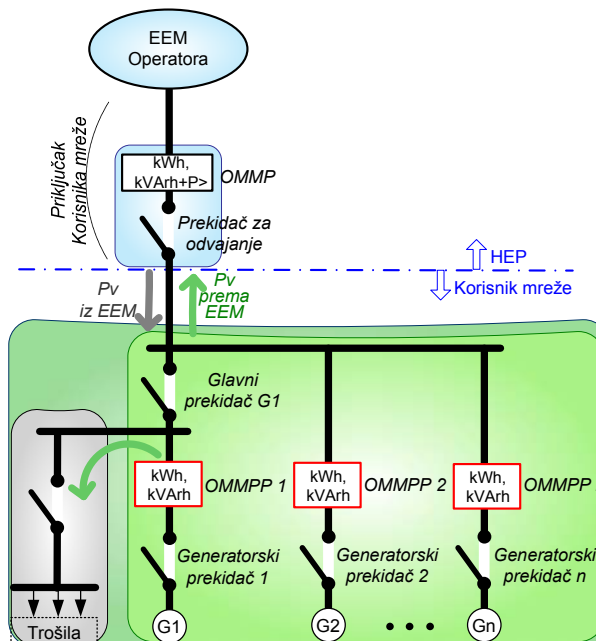 EEM
Operatora
Priključak
Korisnika mreže
kWh,
kVArh+P>
OMMP
Prekidač za
odvajanje
HEP
Korisnik mreže
Pv
iz EEM
Pv
prema
EEM
Glavni
prekidač G1
kWh,
kVArh
OMMPP 1
kWh,
kVArh
OMMPP 2
kWh,
kVArh
OMMPP
Generatorski
prekidač 1
Generatorski
prekidač 2
Generatorski
prekidač n
Trošila
G1
G2
• • •
Gn